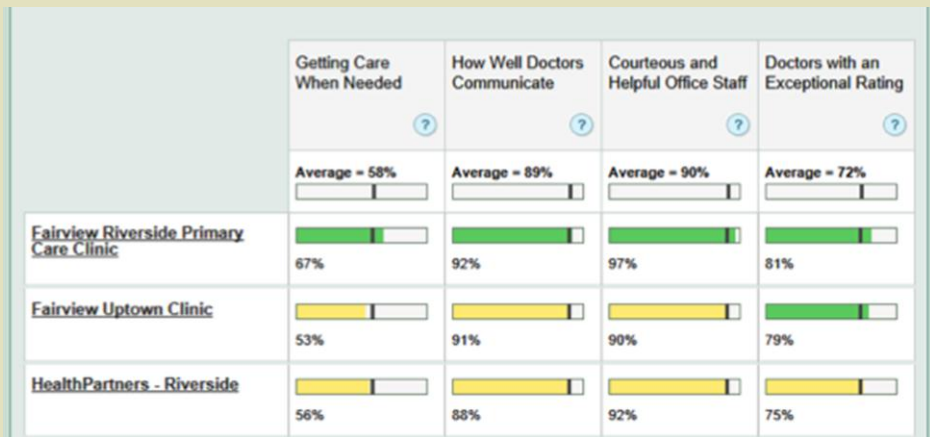 Getting Care
When Needed
?
How Well Doctors
Communicate
?
Courteous and
Helpful Office Staff
?
Doctors with an
Exceptional Rating
?
Average = 58%
Average = 89%
Average = 90%
Average = 72%
Fairview Riverside Primary
Care Clinic
67%
92%
97%
81%
Fairview Uptown Clinic
53%
91%
90%
79%
HealthPartners - Riverside
56%
88%
92%
75%